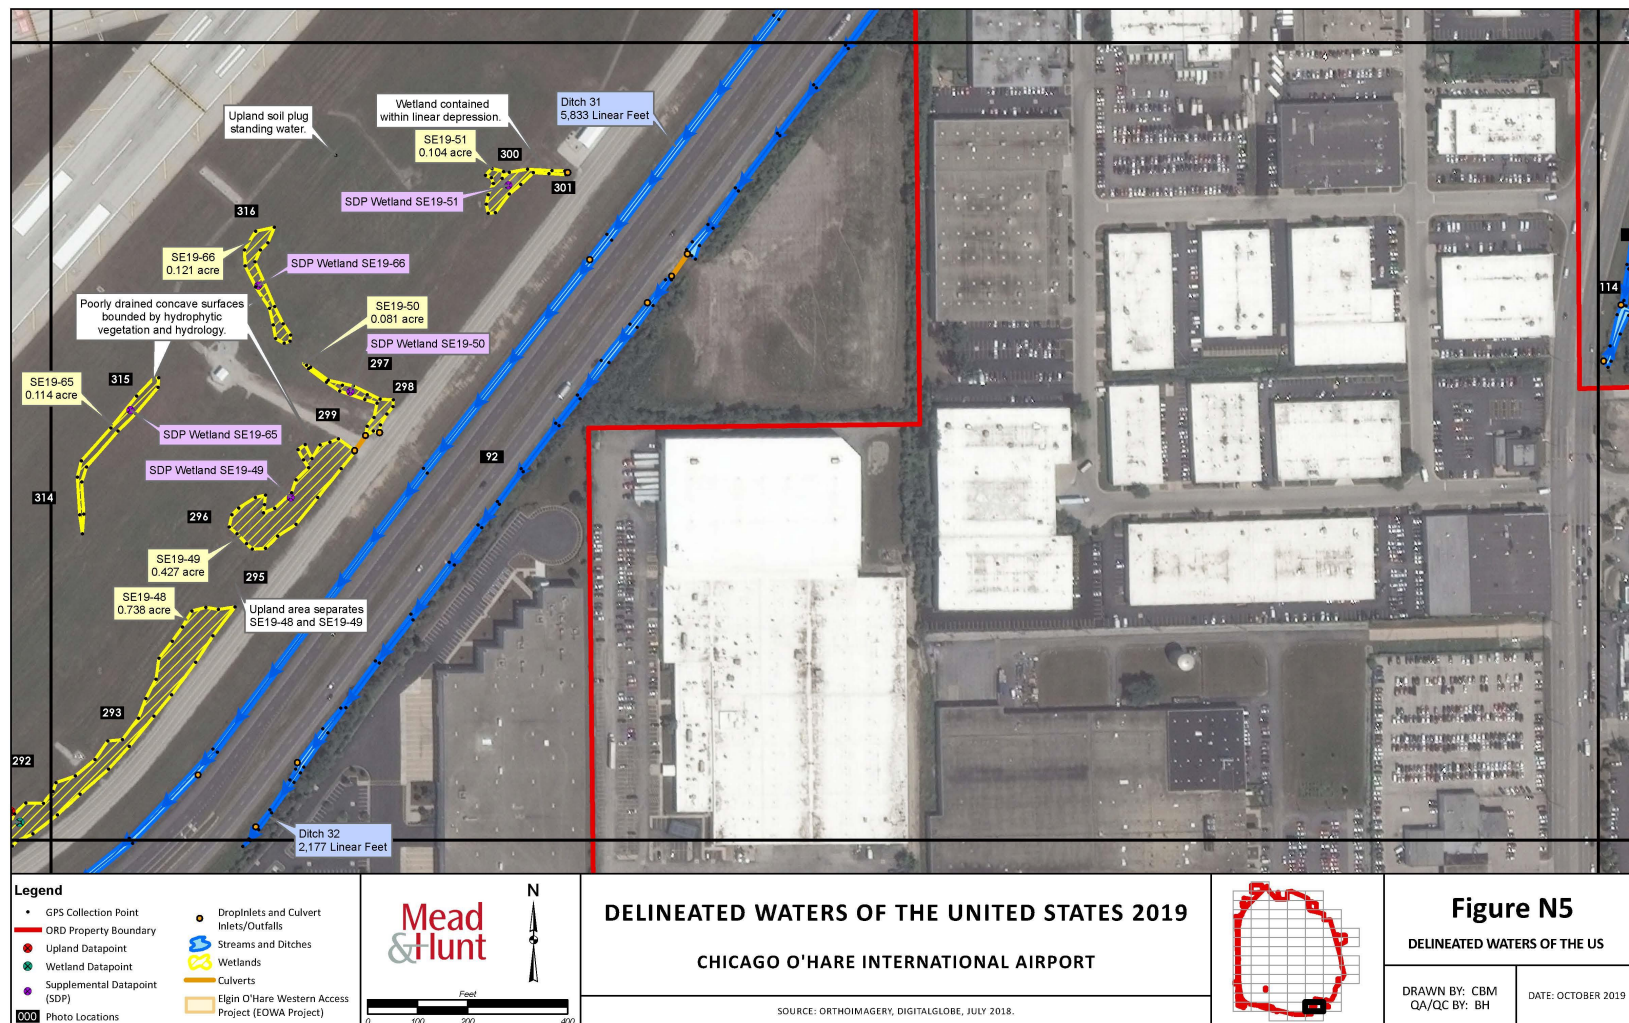 Upland soil plug
standing water.
Wetland contained
within linear depression.
Ditch 31
5,833 Linear Feet
SE19-51
0.104 acre
300
301
SDP Wetland SE19-51
316
SE19-66
0.121 acre
SDP Wetland SE19-66
114
Poorly drained concave surfaces
bounded by hydrophytic
vegetation and hydrology.
SE19-50
0.081 acre
SDP Wetland SE19-50
297
298
315
SE19-65
0.114 acre
299
SDP Wetland SE19-65
SDP Wetland SE19-49
92
314
296
SE19-49
0.427 acre
295
SE19-48
0.738 acre
Upland area separates
SE19-48 and SE19-49
293
292
Ditch 32
2,177 Linear Feet
Legend
GPS Collection Point
ORD Property Boundary
Upland Datapoint
Wetland Datapoint
Supplemental Datapoint
(SDP)
000 Photo Locations
DropInlets and Culvert
Inlets/Outfalls
Streams and Ditches
Wetlands
Culverts
Elgin O'Hare Western Access
Project (EOWA Project)
Mead
&Hunt
N
Feet
0 100 200 400
DELINEATED WATERS OF THE UNITED STATES 2019
CHICAGO O'HARE INTERNATIONAL AIRPORT
SOURCE: ORTHOIMAGERY, DIGITALGLOBE, JULY 2018.
Figure N5
DELINEATED WATERS OF THE US
DRAWN BY: CBM
QA/QC BY: BH
DATE: OCTOBER 2019